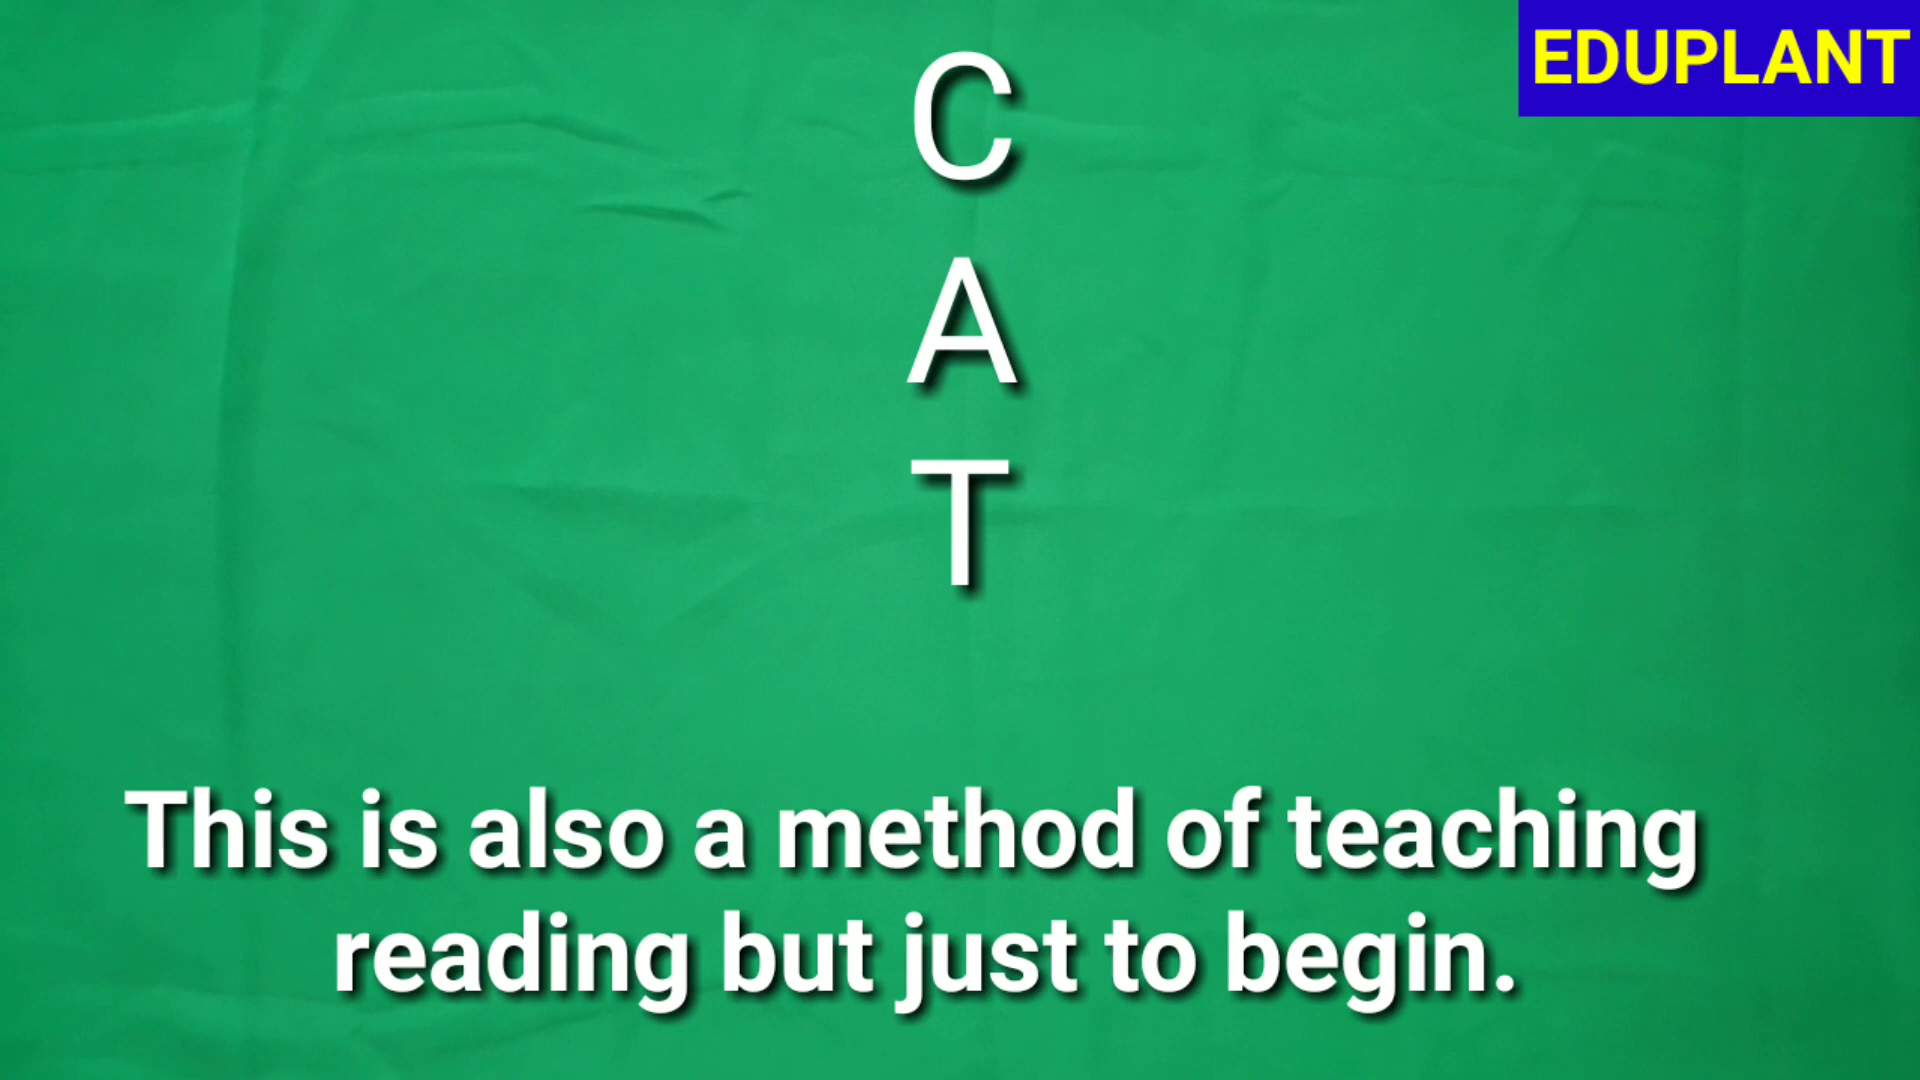 EDUPLANT
C
A
T
This is also a method of teaching
reading but just to begin.